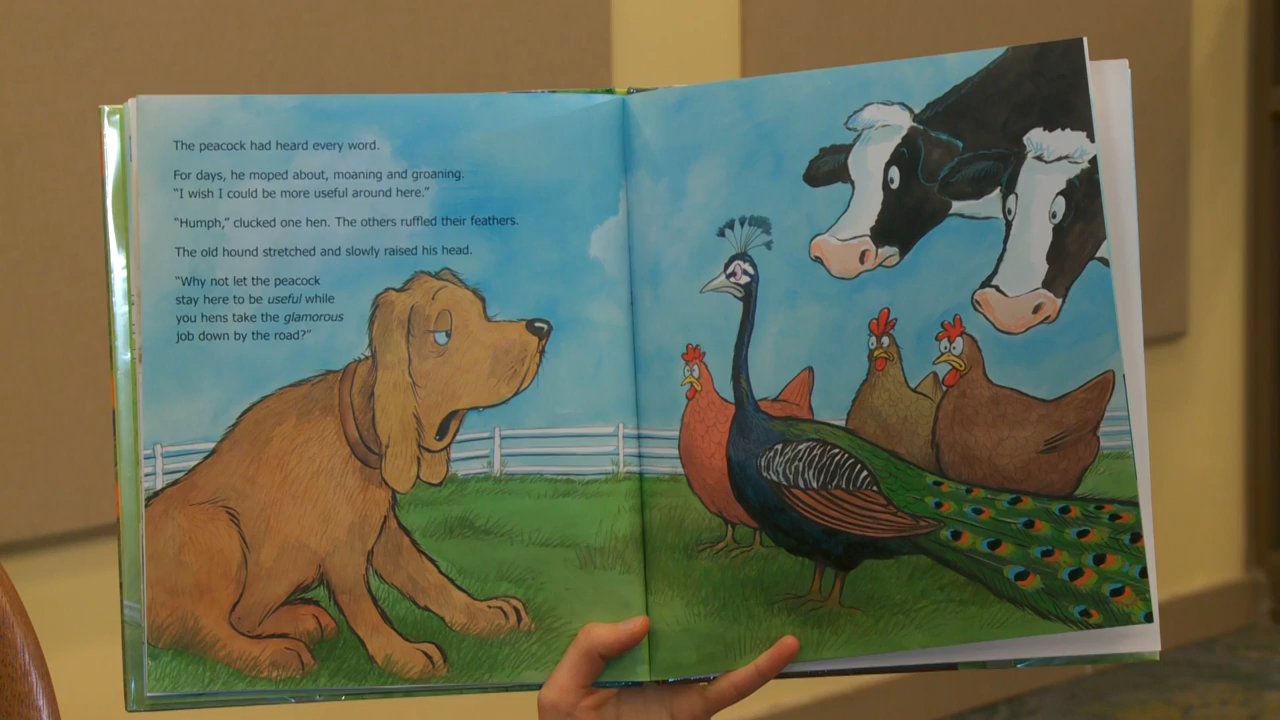 The peacock had heard every word.
For days, he moped about, moaning and groaning.
“I wish I could be more useful around here.”
“Humph,” clucked one hen. The others ruffled their feathers.
The old hound stretched and slowly raised his head.
“Why not let the peacock
stay here to be useful while
you hens take the glamorous
job down by the road?”